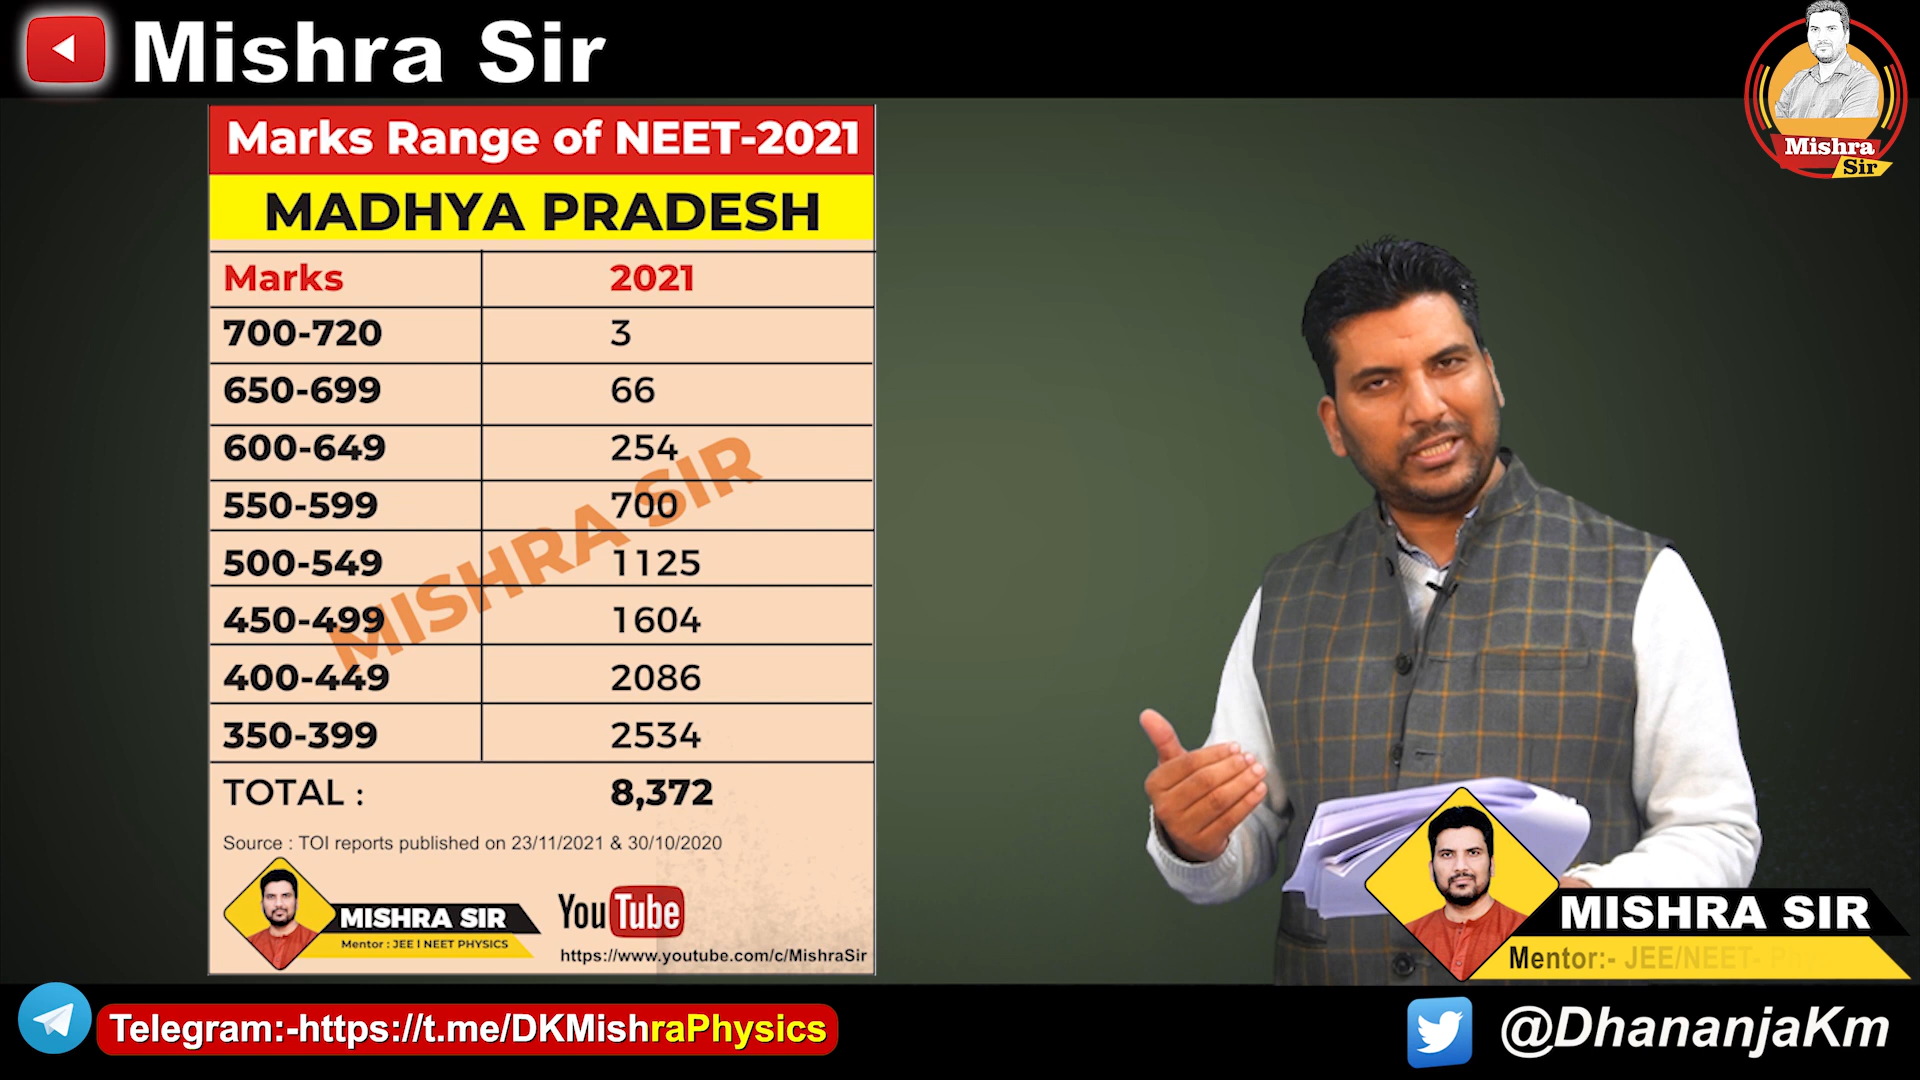 Mishra Sir
Mishra
Sir
Marks Range of NEET-2021
MADHYA PRADESH
Marks 2021
700-720 3
650-699 66
600-649 254
550-599 700
500-549 1125
450-499 1604
400-449 2086
350-399 2534
TOTAL : 8,372
MISHRA SIR
Source : TOI reports published on 23/11/2021 & 30/10/2020
MISHRA SIR
Mentor : JEE I NEET PHYSICS
YouTube
https://www.youtube.com/c/MishraSir
MISHRA SIR
Mentor:- JEE/NEET-
Telegram:-https://t.me/DKMishraPhysics
@DhananjaKm